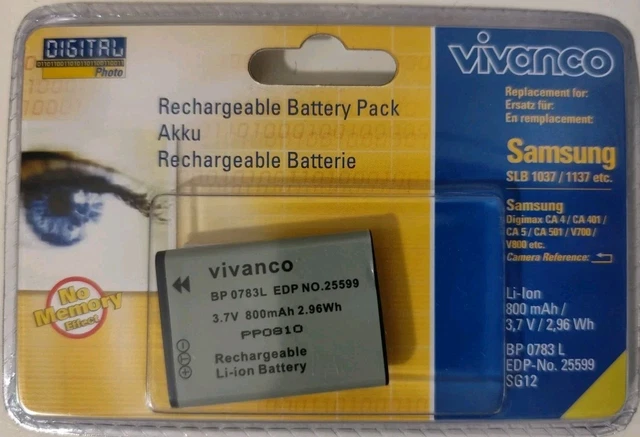 DIGITAL
Photo
vivanco
Rechargeable Battery Pack
Akku
Rechargeable Batterie
Replacement for:
Ersatz für:
En remplacement:
Samsung
SLB 1037 / 1137 etc.
Samsung
Digimax CA 4 / CA 401 /
CA 5 / CA 501 / V700 /
V800 etc.
Camera Reference:
Li-Ion
800 mAh /
3,7 V / 2,96 Wh
BP 0783 L
EDP-No. 25599
SG12
No
Memory
Effect
vivanco
BP 0783L EDP NO.25599
3.7V 800mAh 2.96Wh
PP0810
Rechargeable
Li-ion Battery